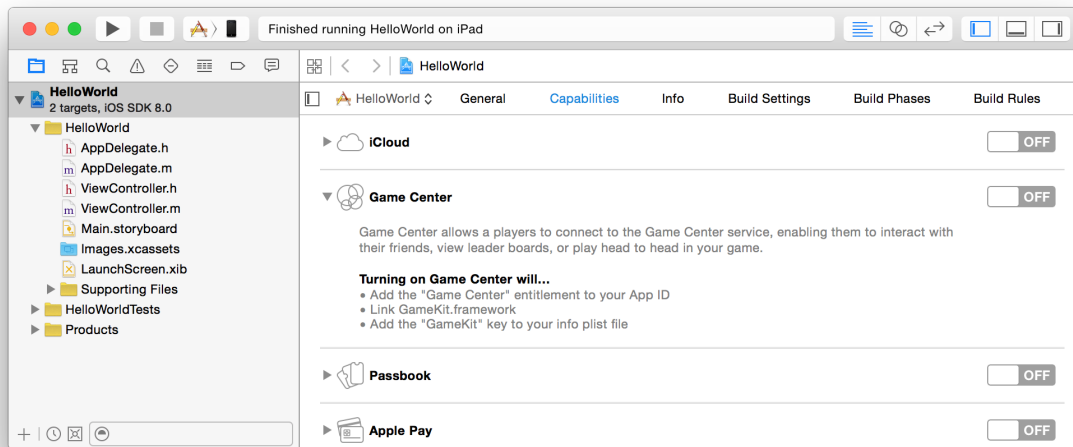 Finished running HelloWorld on iPad
HelloWorld
HelloWorld
2 targets, iOS SDK 8.0
HelloWorld
h AppDelegate.h
m AppDelegate.m
h ViewController.h
m ViewController.m
Main.storyboard
Images.xcassets
LaunchScreen.xib
Supporting Files
HelloWorldTests
Products
HelloWorld General Capabilities Info Build Settings Build Phases Build Rules
iCloud OFF
Game Center OFF
Game Center allows a players to connect to the Game Center service, enabling them to interact with
their friends, view leader boards, or play head to head in your game.
Turning on Game Center will...
• Add the "Game Center" entitlement to your App ID
• Link GameKit.framework
• Add the "GameKit" key to your info plist file
Passbook OFF
Apple Pay OFF